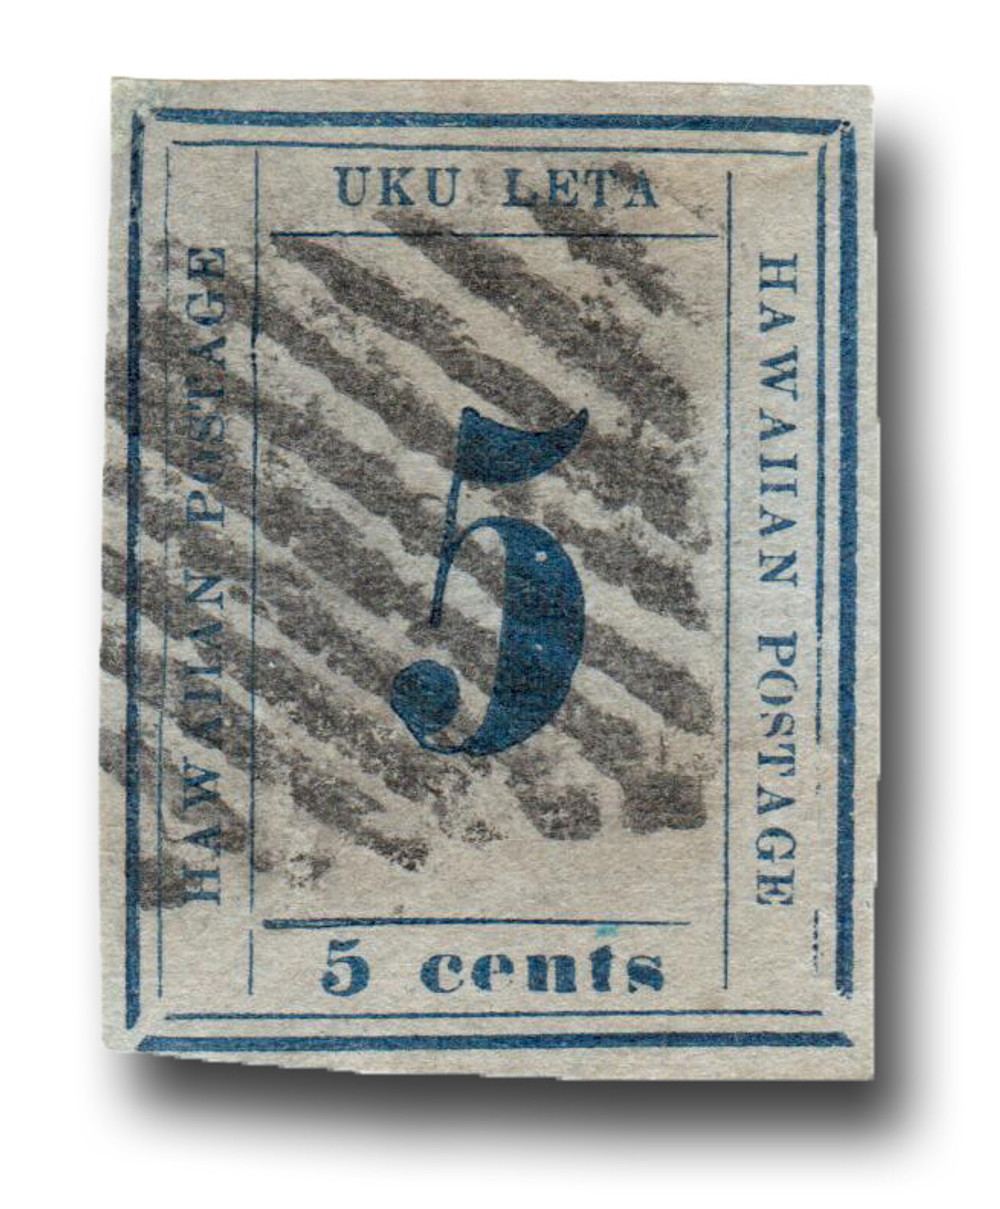 UKU LETA
HAWAIIAN POSTAGE
5
HAWAIIAN POSTAGE
5 cents